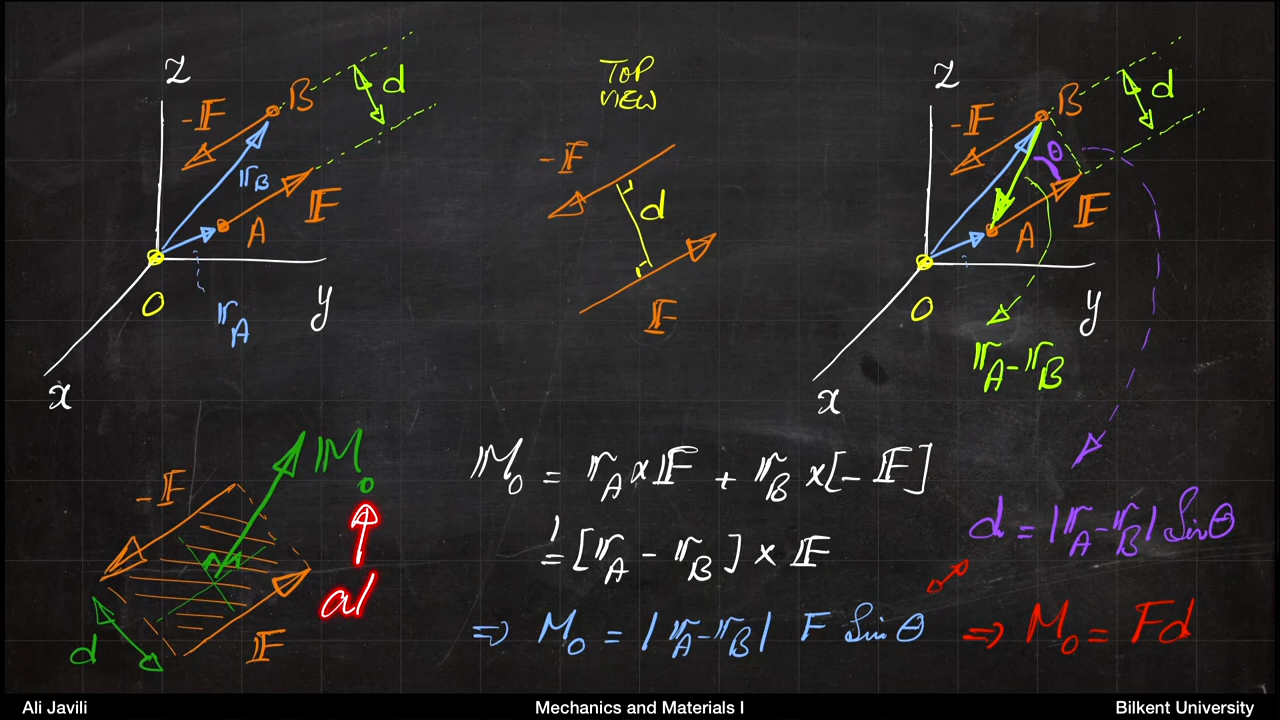 z
-F
B
d
r_B
F
A
O
r_A
y
x
TOP
VIEW
-F
d
F
z
-F
B
d
θ
F
A
O
y
r_A - r_B
x
-F
M_o
al
d
F
M_o = r_A × F + r_B × [-F]
= [r_A - r_B] × F
d = |r_A - r_B| Sin θ
⇒ M_o = |r_A - r_B| F Sin θ ⇒ M_o = Fd
Ali Javili
Mechanics and Materials I
Bilkent University